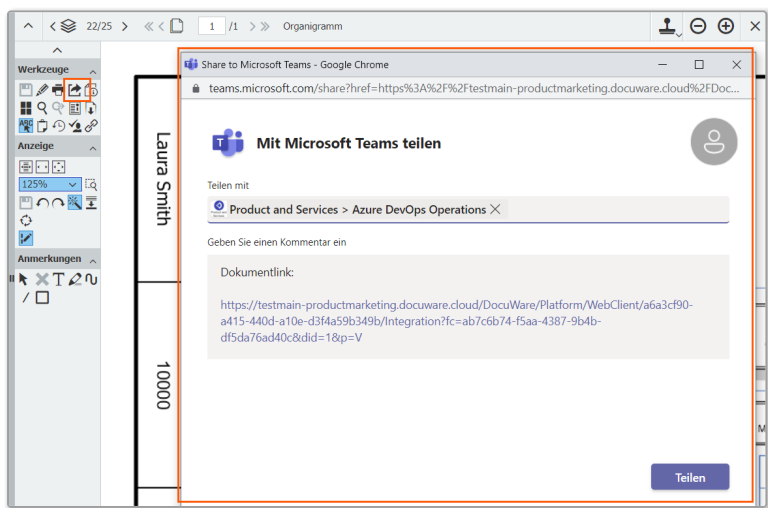 22/25
1 /1
Organigramm
Werkzeuge
ABC
Anzeige
125%
Anmerkungen
T
Laura Smith
10000
Share to Microsoft Teams - Google Chrome
teams.microsoft.com/share?href=https%3A%2F%2Ftestmain-productmarketing.docuware.cloud%2FDoc...
Mit Microsoft Teams teilen
Teilen mit
Product and Services > Azure DevOps Operations
Geben Sie einen Kommentar ein
Dokumentlink:
https://testmain-productmarketing.docuware.cloud/DocuWare/Platform/WebClient/a6a3cf90-
a415-440d-a10e-d3f4a59b349b/Integration?fc=ab7c6b74-f5aa-4387-9b4b-
df5da76ad40c&did=1&p=V
Teilen
M